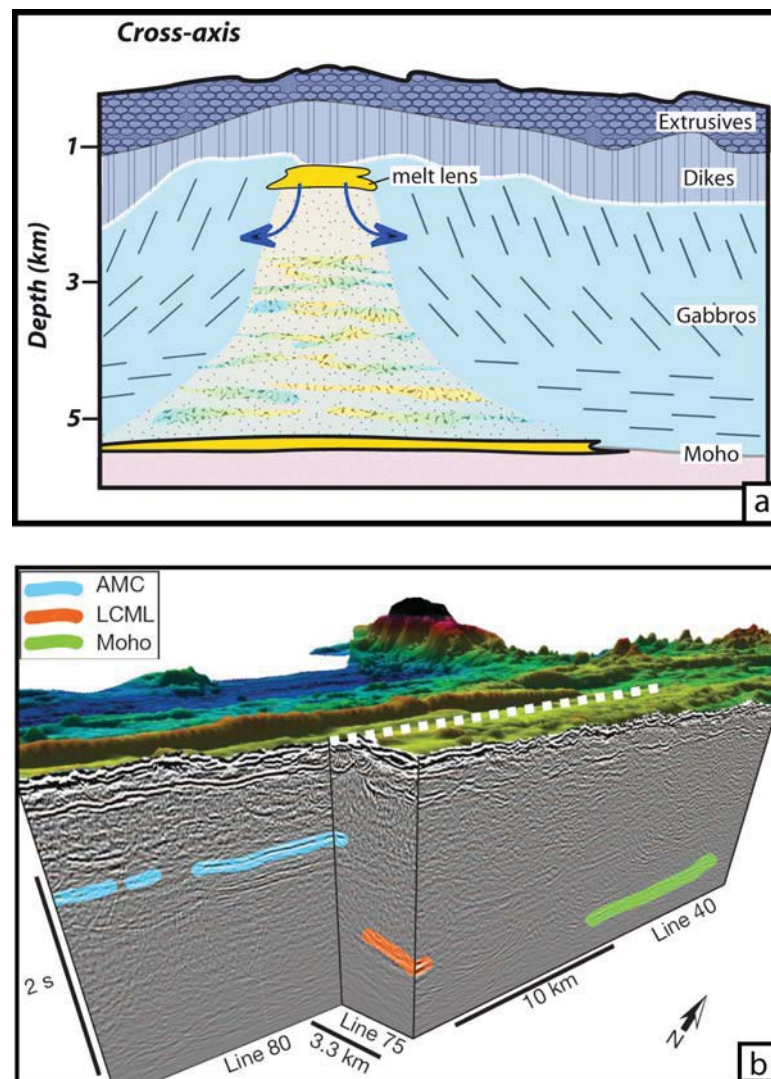 Cross-axis
Extrusives
1
melt lens
Dikes
Depth (km)
3
Gabbros
5
Moho
a
AMC
LCML
Moho
2 s
Line 80
3.3 km
Line 75
10 km
Line 40
N
b